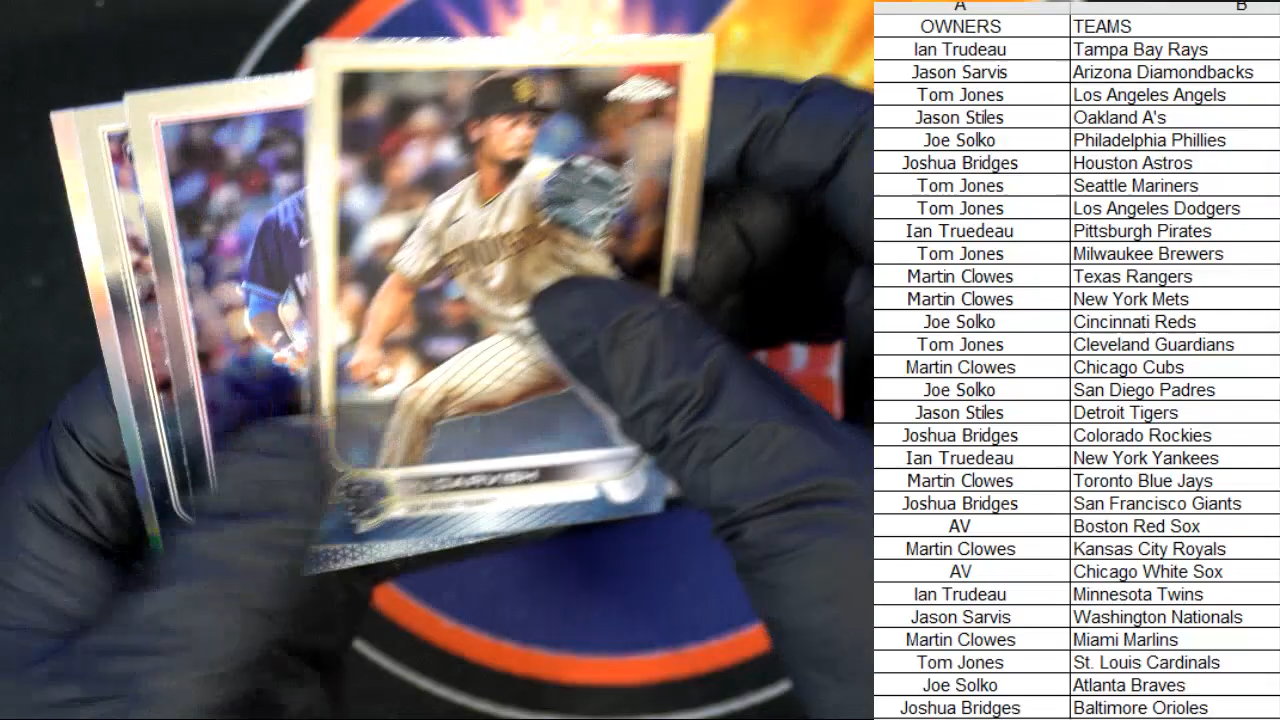 DARVISH
A B
OWNERS TEAMS
Ian Trudeau Tampa Bay Rays
Jason Sarvis Arizona Diamondbacks
Tom Jones Los Angeles Angels
Jason Stiles Oakland A's
Joe Solko Philadelphia Phillies
Joshua Bridges Houston Astros
Tom Jones Seattle Mariners
Tom Jones Los Angeles Dodgers
Ian Truedeau Pittsburgh Pirates
Tom Jones Milwaukee Brewers
Martin Clowes Texas Rangers
Martin Clowes New York Mets
Joe Solko Cincinnati Reds
Tom Jones Cleveland Guardians
Martin Clowes Chicago Cubs
Joe Solko San Diego Padres
Jason Stiles Detroit Tigers
Joshua Bridges Colorado Rockies
Ian Truedeau New York Yankees
Martin Clowes Toronto Blue Jays
Joshua Bridges San Francisco Giants
AV Boston Red Sox
Martin Clowes Kansas City Royals
AV Chicago White Sox
Ian Trudeau Minnesota Twins
Jason Sarvis Washington Nationals
Martin Clowes Miami Marlins
Tom Jones St. Louis Cardinals
Joe Solko Atlanta Braves
Joshua Bridges Baltimore Orioles